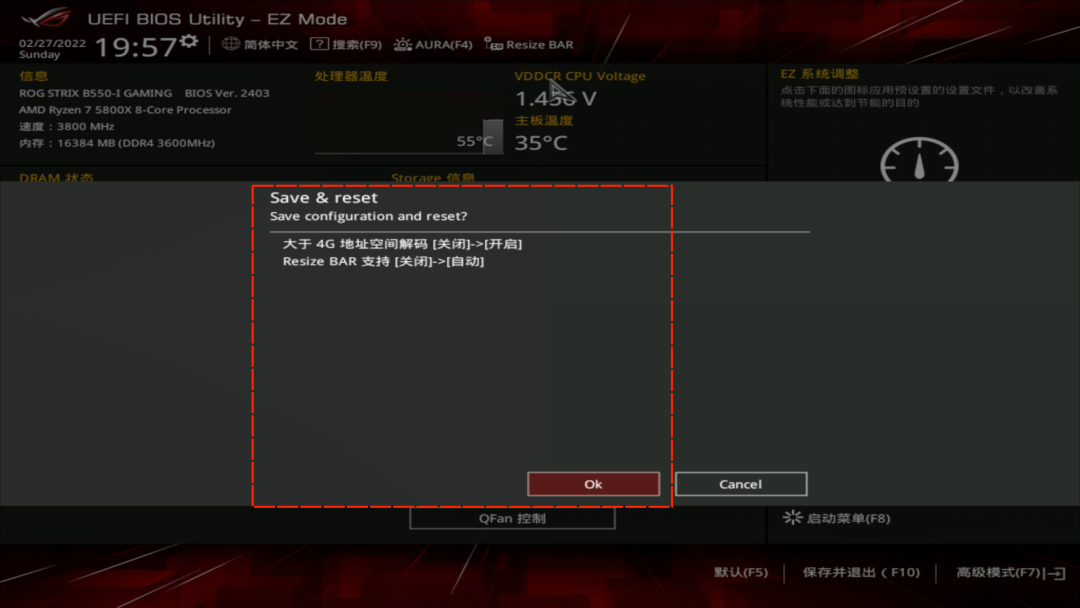 UEFI BIOS Utility – EZ Mode
02/27/2022
Sunday
19:57
简体中文
?
搜索(F9)
AURA(F4)
Resize BAR
信息
ROG STRIX B550-I GAMING BIOS Ver. 2403
AMD Ryzen 7 5800X 8-Core Processor
速度：3800 MHz
内存：16384 MB (DDR4 3600MHz)
处理器温度
55°C
VDDCR CPU Voltage
V
主板温度
35°C
EZ 系统调整
点击下面的图标应用预设置的设置文件，以改善系
统性能或达到节能的目的
DRAM 状态
Storage 信息
Save & reset
Save configuration and reset?
大于 4G 地址空间解码 [关闭]->[开启]
Resize BAR 支持 [关闭]->[自动]
Ok
Cancel
QFan 控制
启动菜单(F8)
默认(F5)
保存并退出（F10)
高级模式(F7)